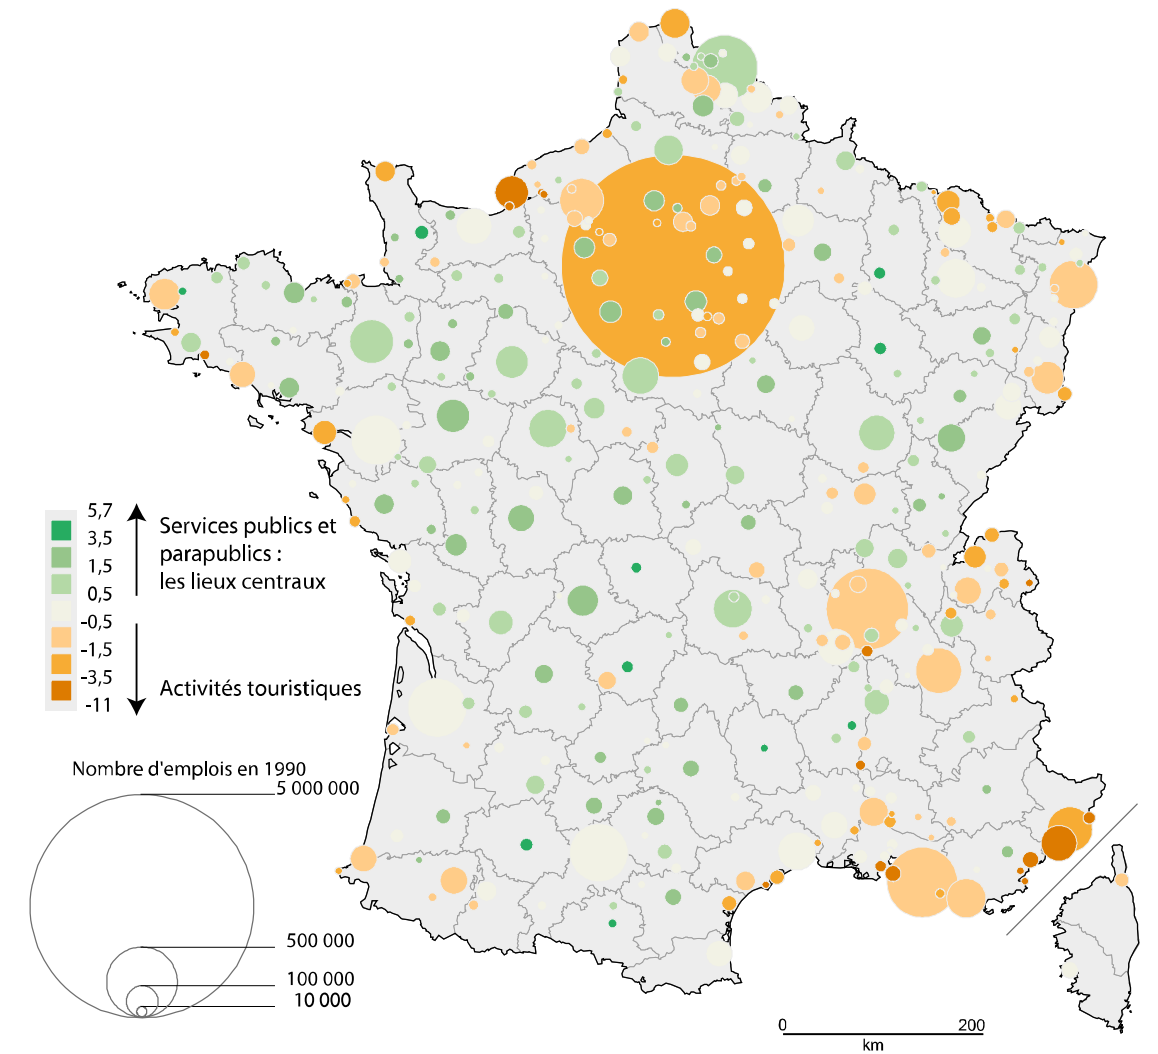 5,7
3,5
1,5
0,5
-0,5
-1,5
-3,5
-11
Services publics et
parapublics :
les lieux centraux
Activités touristiques
Nombre d'emplois en 1990
5 000 000
500 000
100 000
10 000
0 200
km